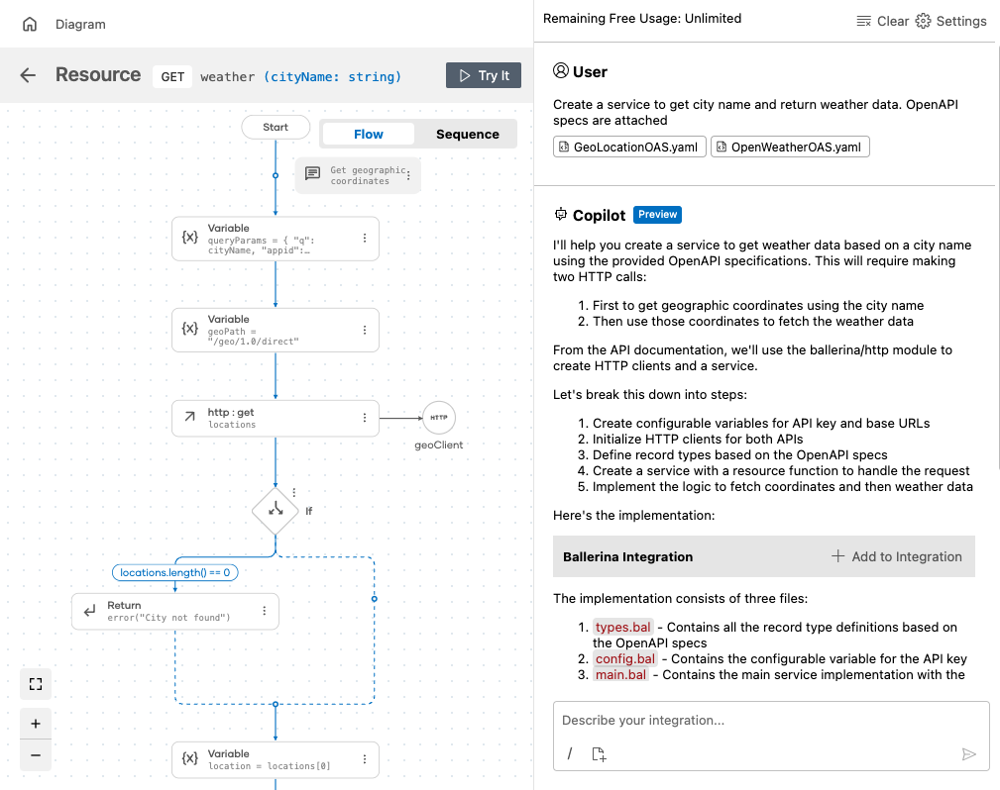 Diagram
Resource GET weather (cityName: string) Try It
Start
Flow Sequence
Get geographic
coordinates
Variable
queryParams = { "q":
cityName, "appid":…
Variable
geoPath =
"/geo/1.0/direct"
http : get
locations
HTTP
geoClient
If
locations.length() == 0
Return
error("City not found")
Variable
location = locations[0]
Remaining Free Usage: Unlimited Clear Settings
User
Create a service to get city name and return weather data. OpenAPI
specs are attached
GeoLocationOAS.yaml OpenWeatherOAS.yaml
Copilot Preview
I'll help you create a service to get weather data based on a city name
using the provided OpenAPI specifications. This will require making
two HTTP calls:
1. First to get geographic coordinates using the city name
2. Then use those coordinates to fetch the weather data
From the API documentation, we'll use the ballerina/http module to
create HTTP clients and a service.
Let's break this down into steps:
1. Create configurable variables for API key and base URLs
2. Initialize HTTP clients for both APIs
3. Define record types based on the OpenAPI specs
4. Create a service with a resource function to handle the request
5. Implement the logic to fetch coordinates and then weather data
Here's the implementation:
Ballerina Integration + Add to Integration
The implementation consists of three files:
1. types.bal - Contains all the record type definitions based on
the OpenAPI specs
2. config.bal - Contains the configurable variable for the API key
3. main.bal - Contains the main service implementation with the
Describe your integration...
/